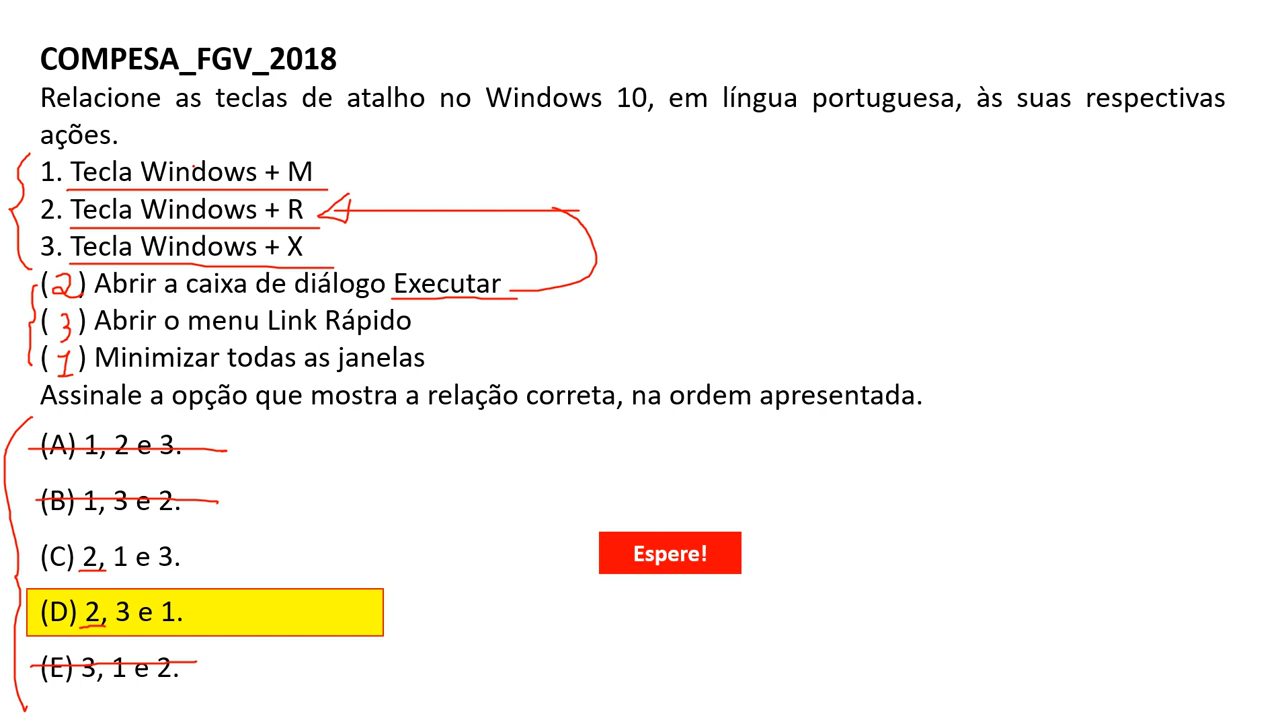 COMPESA_FGV_2018
Relacione as teclas de atalho no Windows 10, em língua portuguesa, às suas respectivas
ações.
1. Tecla Windows + M
2. Tecla Windows + R
3. Tecla Windows + X
(2) Abrir a caixa de diálogo Executar
( 3 ) Abrir o menu Link Rápido
( 1 ) Minimizar todas as janelas
Assinale a opção que mostra a relação correta, na ordem apresentada.
(A) 1, 2 e 3.
(B) 1, 3 e 2.
(C) 2, 1 e 3.
Espere!
(D) 2, 3 e 1.
(E) 3, 1 e 2.